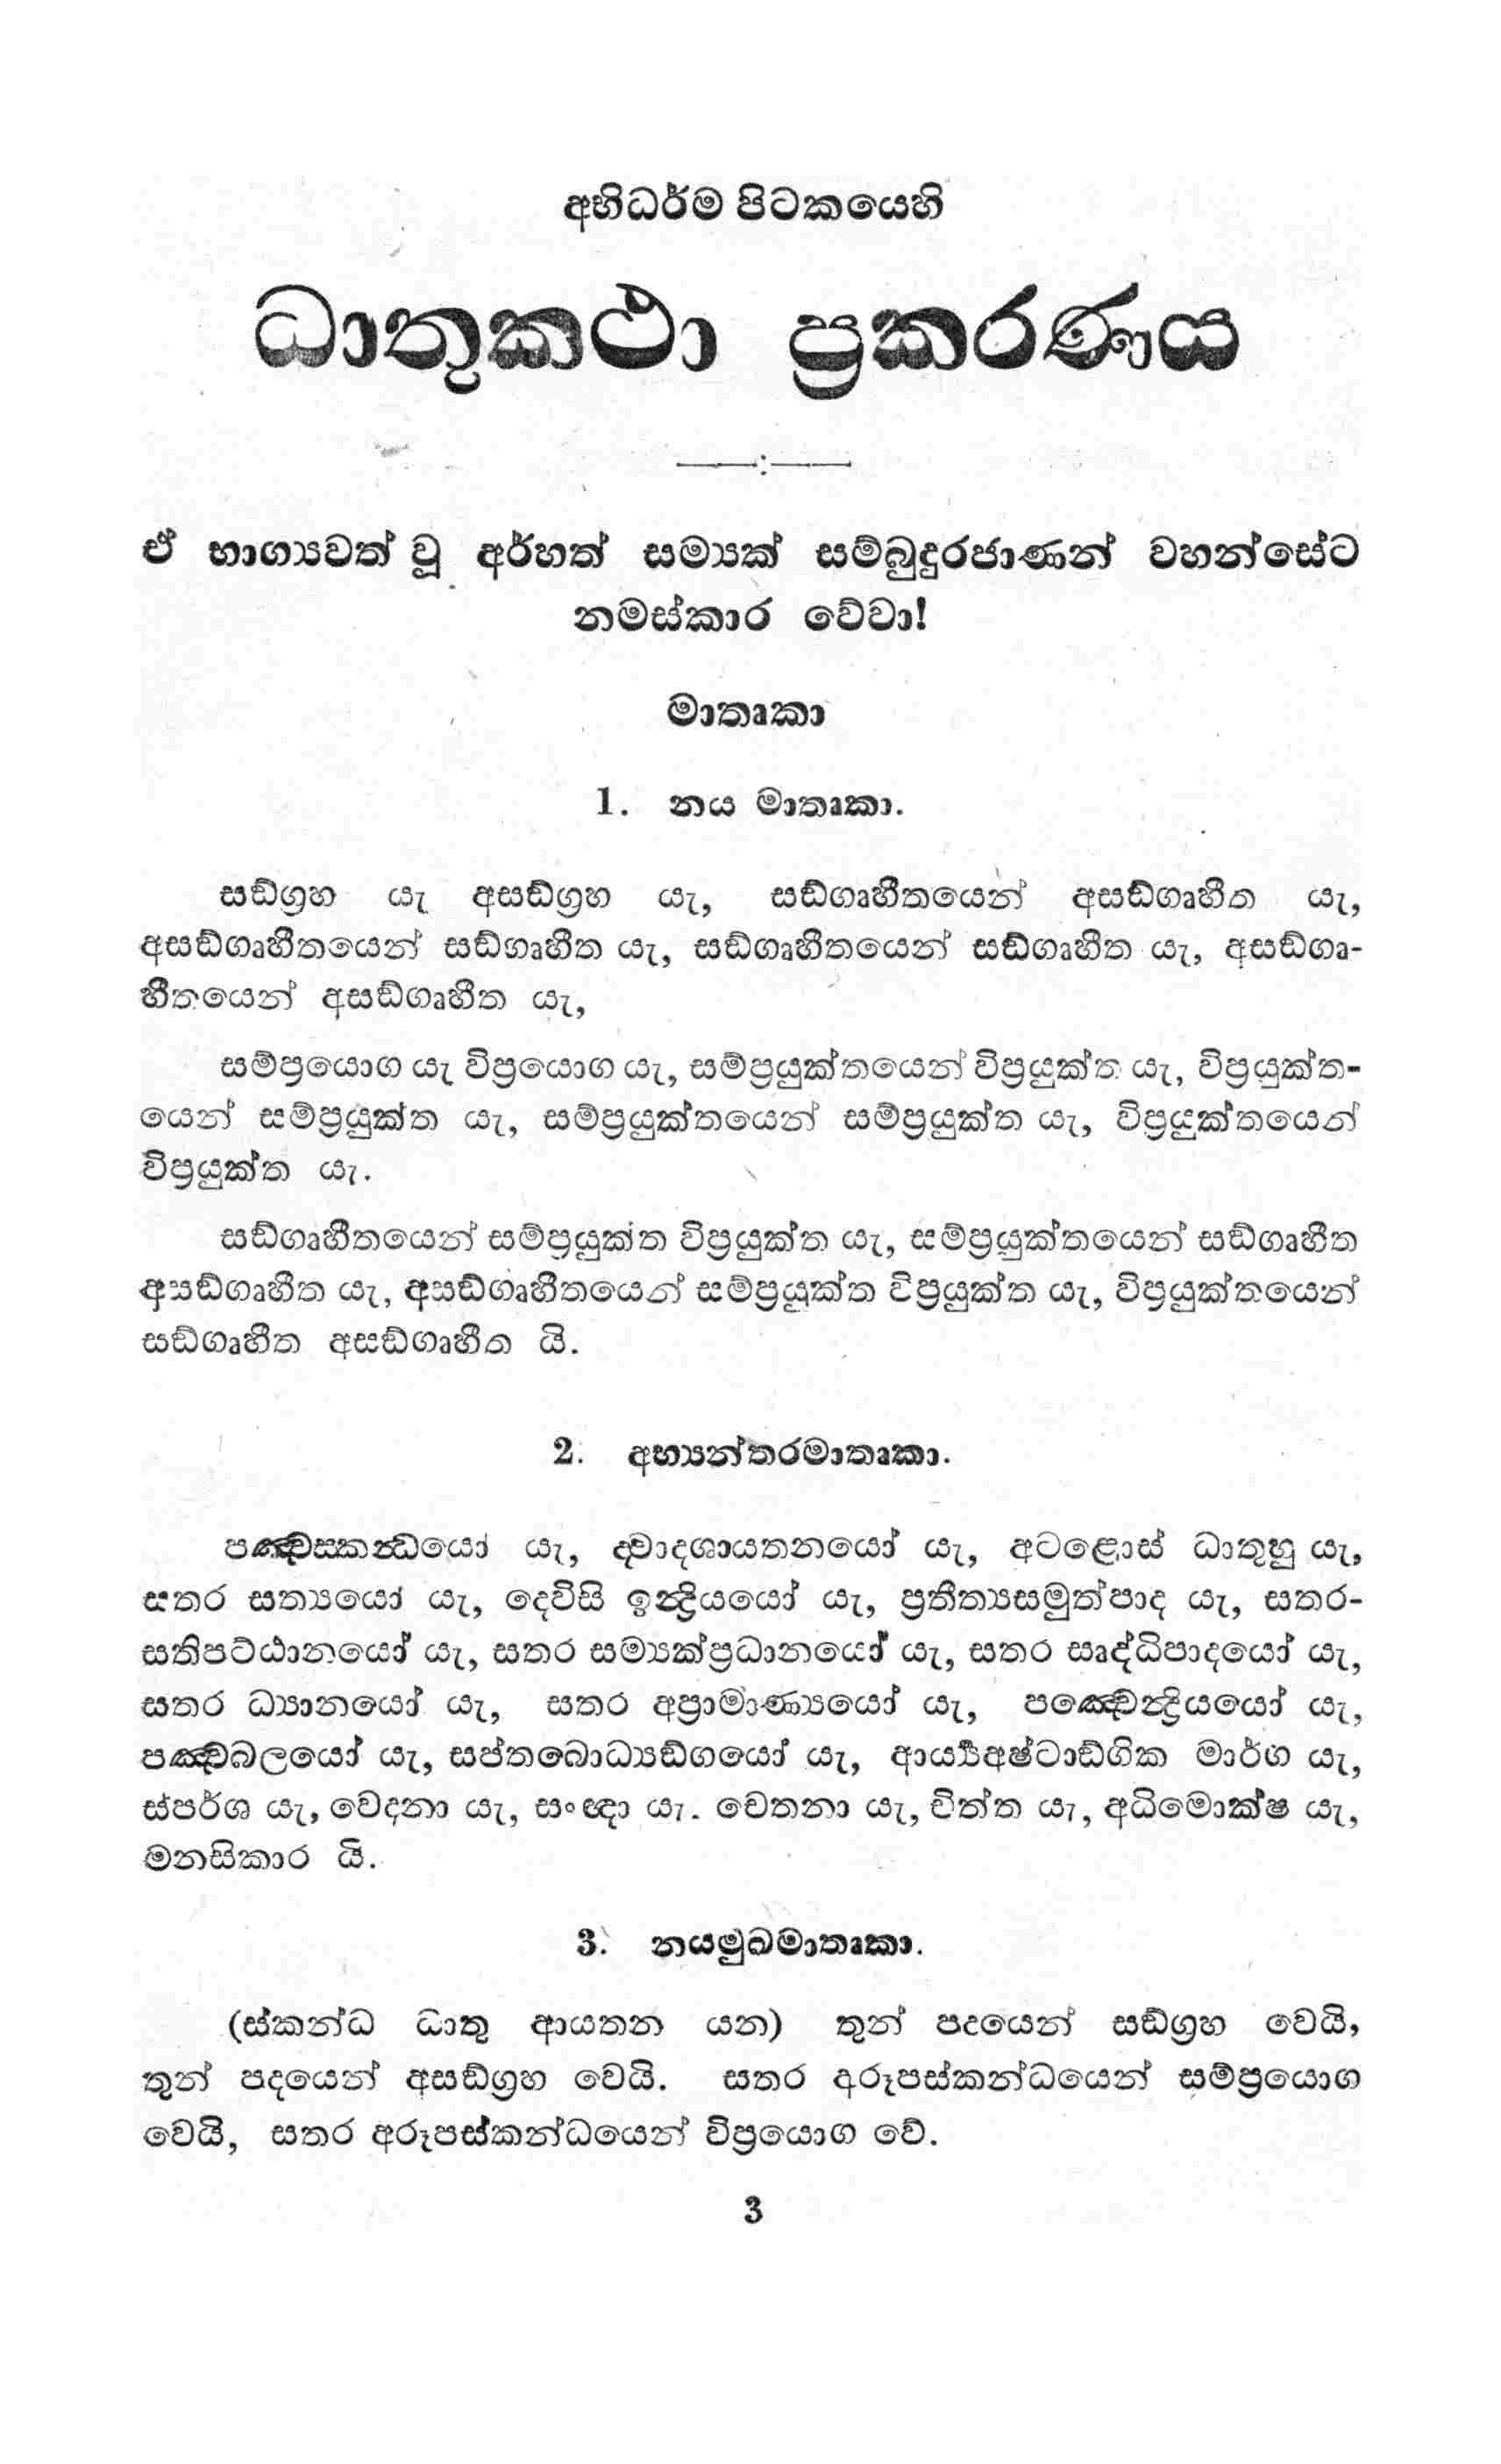 අභිධර්ම පිටකයෙහි
ධාතුකථා ප්‍රකරණය
ඒ භාග්‍යවත් වූ අර්හත් සම්‍යක් සම්බුදුරජාණන් වහන්සේට
නමස්කාර වේවා!
මාතෘකා
1. නය මාතෘකා.
සඞ්ග්‍රහ යැ අසඞ්ග්‍රහ යැ, සඞ්ගෘහීතයෙන් අසඞ්ගෘහීත යැ,
අසඞ්ගෘහීතයෙන් සඞ්ගෘහීත යැ, සඞ්ගෘහීතයෙන් සඞ්ගෘහීත යැ, අසඞ්ගෘ-
හීතයෙන් අසඞ්ගෘහීත යැ,
සම්ප්‍රයොග යැ විප්‍රයොග යැ, සම්ප්‍රයුක්තයෙන් විප්‍රයුක්ත යැ, විප්‍රයුක්ත-
යෙන් සම්ප්‍රයුක්ත යැ, සම්ප්‍රයුක්තයෙන් සම්ප්‍රයුක්ත යැ, විප්‍රයුක්තයෙන්
විප්‍රයුක්ත යැ.
සඞ්ගෘහීතයෙන් සම්ප්‍රයුක්ත විප්‍රයුක්ත යැ, සම්ප්‍රයුක්තයෙන් සඞ්ගෘහීත
අසඞ්ගෘහීත යැ, අසඞ්ගෘහීතයෙන් සම්ප්‍රයුක්ත විප්‍රයුක්ත යැ, විප්‍රයුක්තයෙන්
සඞ්ගෘහීත අසඞ්ගෘහීත යි.
2. අභ්‍යන්තරමාතෘකා.
පඤ්චස්කන්ධයෝ යැ, ද්වාදශායතනයෝ යැ, අටළොස් ධාතුහු යැ,
සතර සත්‍යයෝ යැ, දෙවිසි ඉන්ද්‍රියයෝ යැ, ප්‍රතීත්‍යසමුත්පාද යැ, සතර-
සතිපට්ඨානයෝ යැ, සතර සම්‍යක්ප්‍රධානයෝ යැ, සතර සෘද්ධිපාදයෝ යැ,
සතර ධ්‍යානයෝ යැ, සතර අප්‍රාමාණ්‍යයෝ යැ, පඤ්චෙන්ද්‍රියයෝ යැ,
පඤ්චබලයෝ යැ, සප්තබොධ්‍යඞ්ගයෝ යැ, ආර්‍ය්‍යඅෂ්ටාඞ්ගික මාර්ග යැ,
ස්පර්ශ යැ, වෙදනා යැ, සංඥා යැ. චෙතනා යැ, චිත්ත යැ, අධිමොක්ෂ යැ,
මනසිකාර යි.
3. නයමුඛමාතෘකා.
(ස්කන්ධ ධාතු ආයතන යන) තුන් පදයෙන් සඞ්ග්‍රහ වෙයි,
තුන් පදයෙන් අසඞ්ග්‍රහ වෙයි. සතර අරූපස්කන්ධයෙන් සම්ප්‍රයොග
වෙයි, සතර අරූපස්කන්ධයෙන් විප්‍රයොග වේ.
3